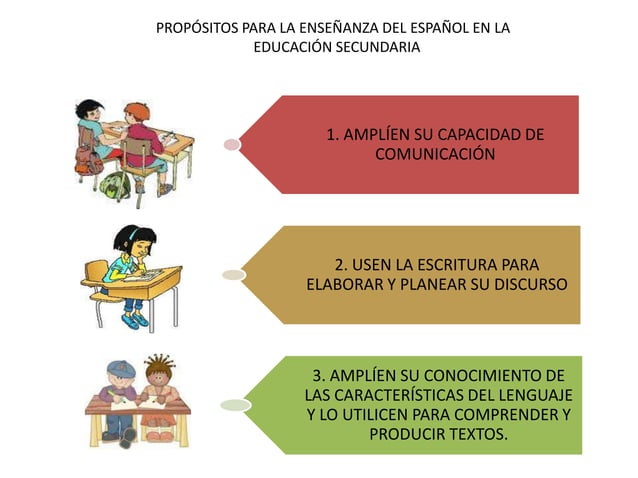 PROPÓSITOS PARA LA ENSEÑANZA DEL ESPAÑOL EN LA
EDUCACIÓN SECUNDARIA
1. AMPLÍEN SU CAPACIDAD DE
COMUNICACIÓN
2. USEN LA ESCRITURA PARA
ELABORAR Y PLANEAR SU DISCURSO
3. AMPLÍEN SU CONOCIMIENTO DE
LAS CARACTERÍSTICAS DEL LENGUAJE
Y LO UTILICEN PARA COMPRENDER Y
PRODUCIR TEXTOS.